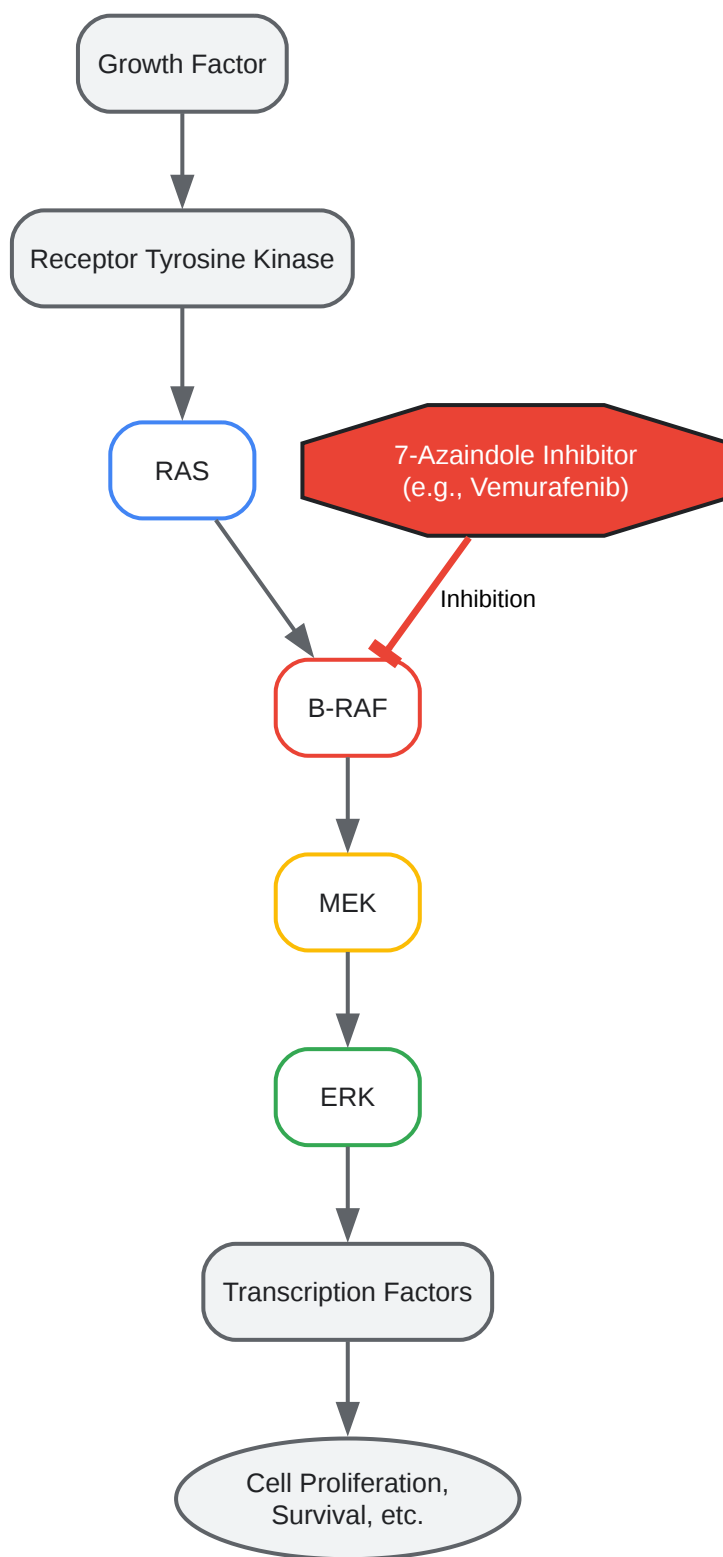 Growth Factor
Receptor Tyrosine Kinase
RAS
7-Azaindole Inhibitor
(e.g., Vemurafenib)
Inhibition
B-RAF
MEK
ERK
Transcription Factors
Cell Proliferation,
Survival, etc.